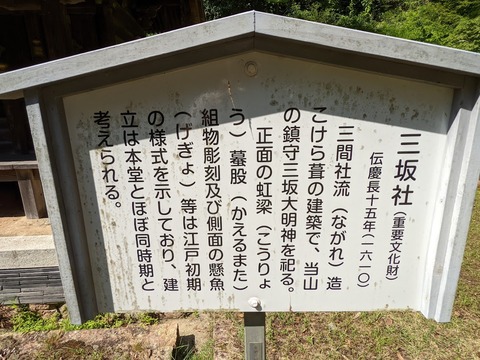 三坂社(重要文化財)
伝慶長十五年(一六一〇)
三間社流(ながれ)造
こけら葺の建築で、当山
の鎮守三坂大明神を祀る。
正面の虹梁(こうりょ
う)蟇股(かえるまた)
組物彫刻及び側面の懸魚
(げぎょ)等は江戸初期
の様式を示しており、建
立は本堂とほぼ同時期と
考えられる。